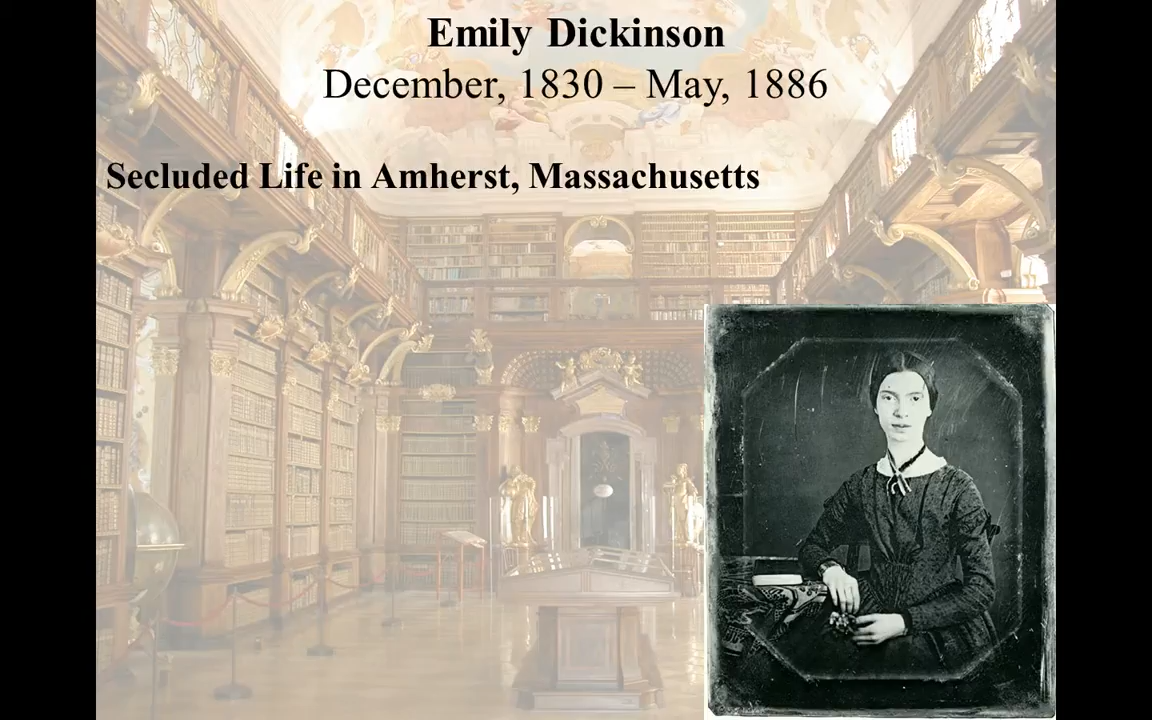 Emily Dickinson
December, 1830 – May, 1886
Secluded Life in Amherst, Massachusetts